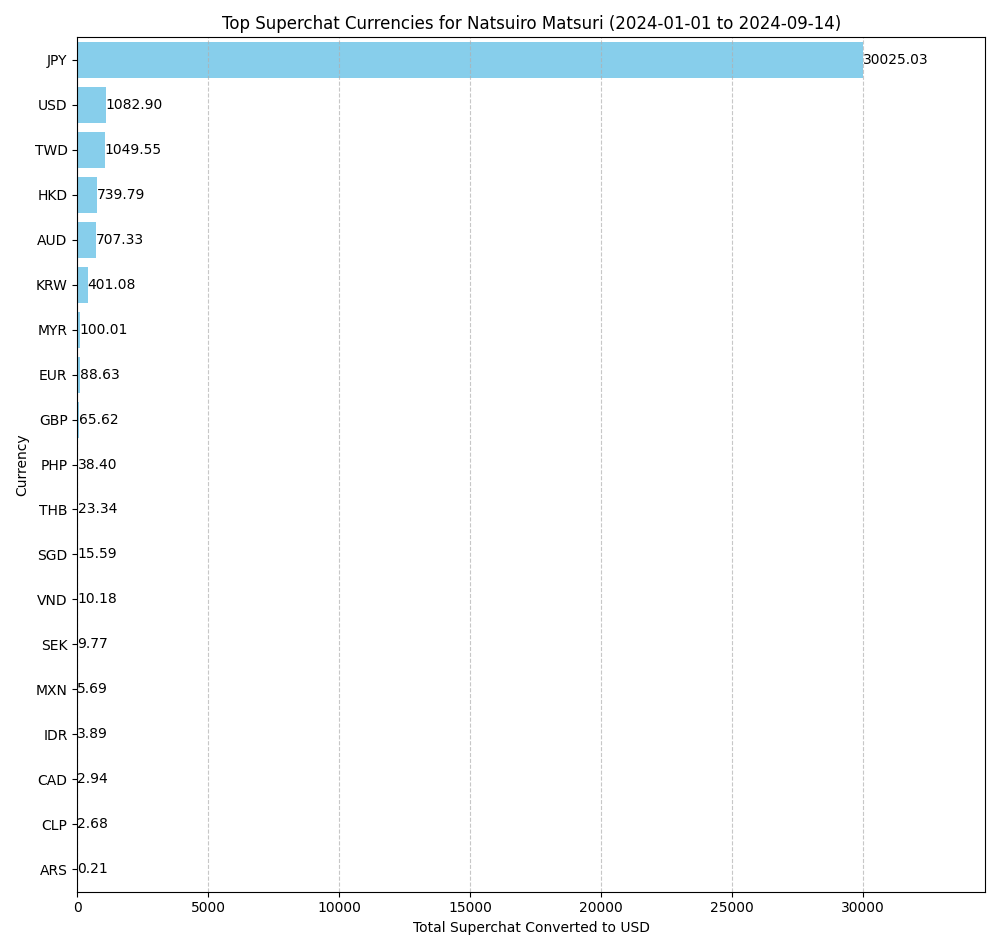 Top Superchat Currencies for Natsuiro Matsuri (2024-01-01 to 2024-09-14)
JPY 30025.03
USD 1082.90
TWD 1049.55
HKD 739.79
AUD 707.33
KRW 401.08
MYR 100.01
EUR 88.63
GBP 65.62
PHP 38.40
THB 23.34
SGD 15.59
VND 10.18
SEK 9.77
MXN 5.69
IDR 3.89
CAD 2.94
CLP 2.68
ARS 0.21
Currency
0 5000 10000 15000 20000 25000 30000
Total Superchat Converted to USD